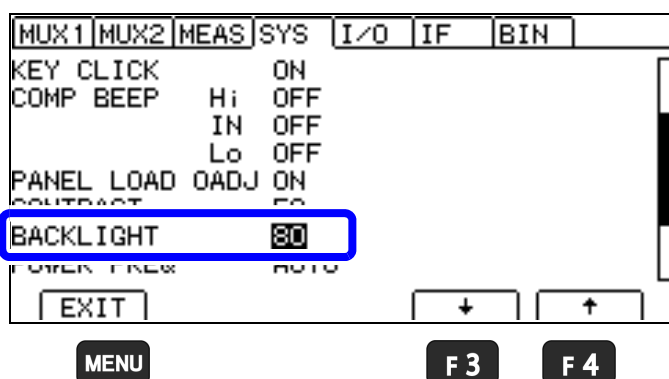 MUX1 MUX2 MEAS SYS I/O IF BIN
KEY CLICK ON
COMP BEEP Hi OFF
IN OFF
Lo OFF
PANEL LOAD 0ADJ ON
BACKLIGHT 80
EXIT ↓ ↑
MENU F3 F4